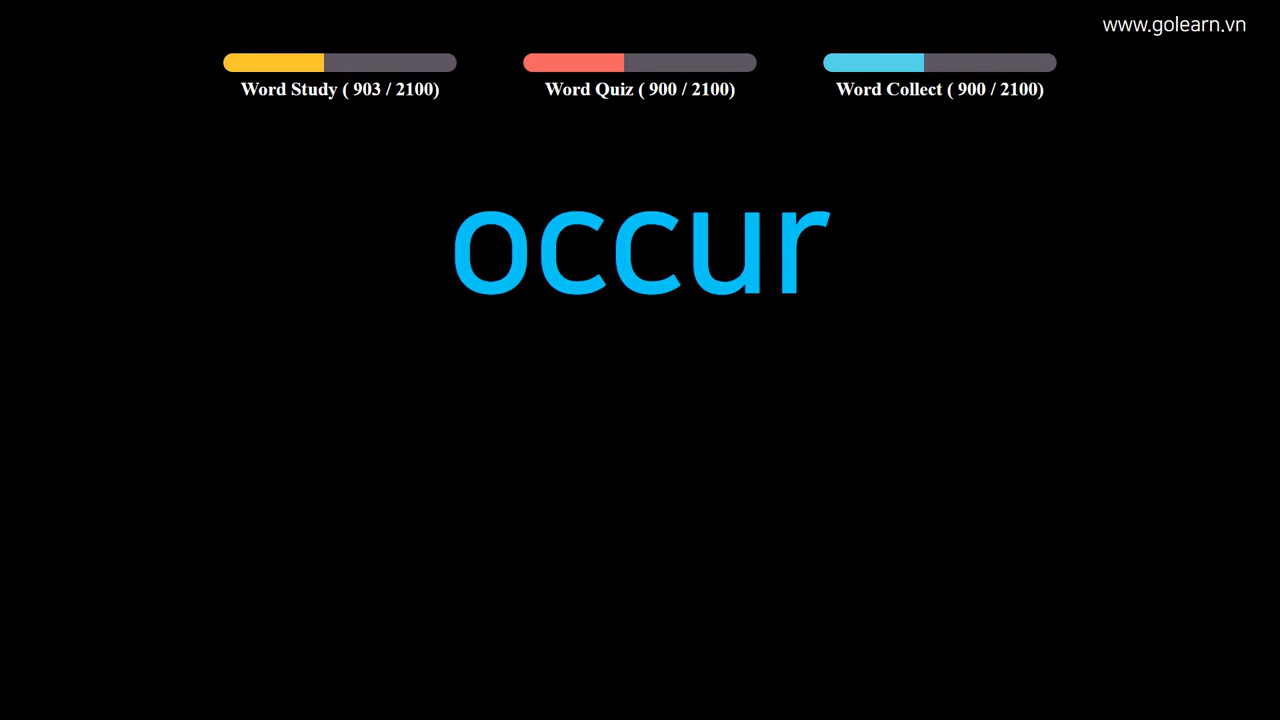 www.golearn.vn
Word Study ( 903 / 2100)
Word Quiz ( 900 / 2100)
Word Collect ( 900 / 2100)
occur